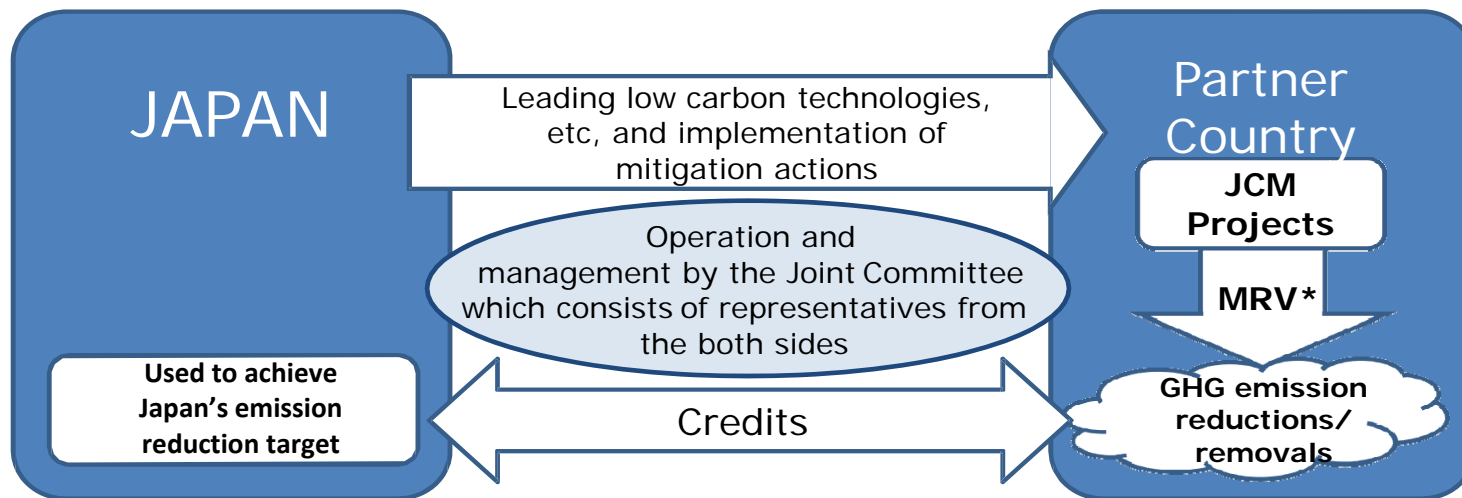 JAPAN
Leading low carbon technologies,
etc, and implementation of
mitigation actions
Partner
Country
JCM
Projects
Operation and
management by the Joint Committee
which consists of representatives from
the both sides
MRV*
Used to achieve
Japan's emission
reduction target
Credits
GHG emission
reductions/
removals